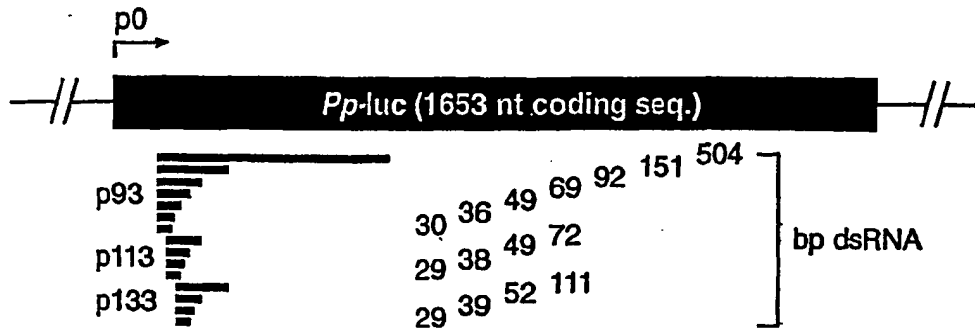 p0
Pp-luc (1653 nt coding seq.)
p93
30 36 49 69 92 151 504
p113
29 38 49 72
p133
29 39 52 111
bp dsRNA